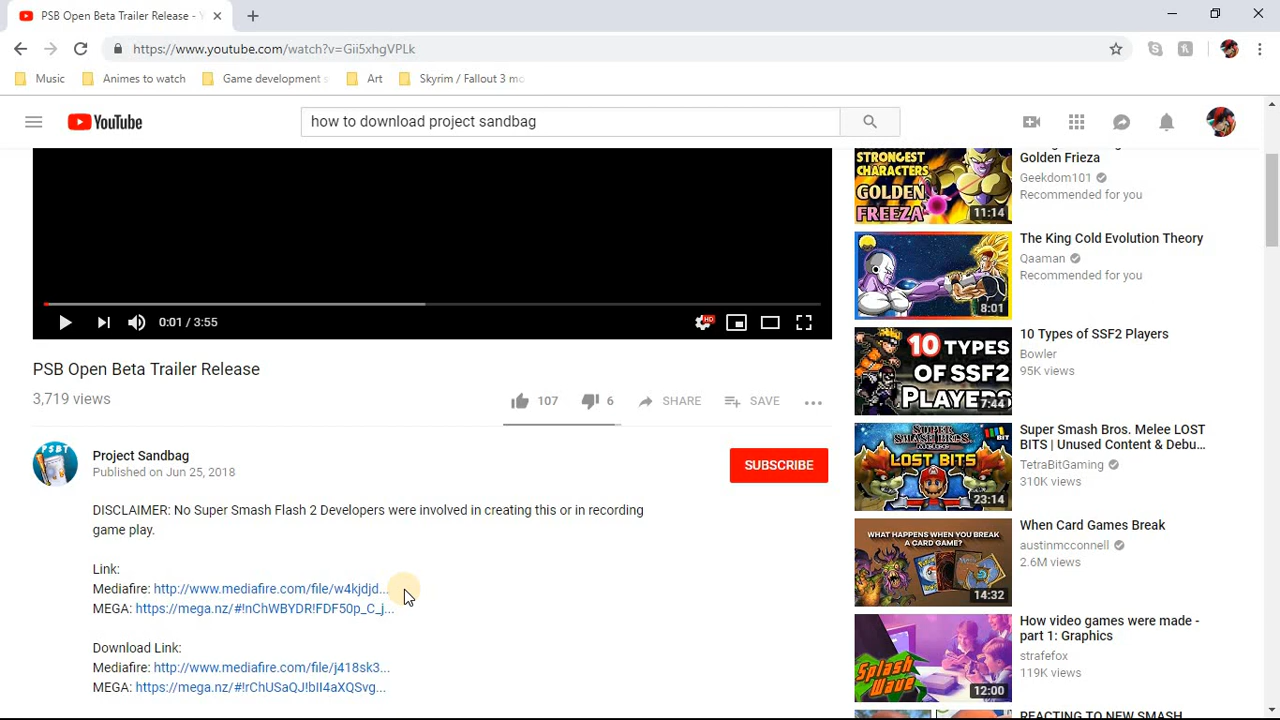 PSB Open Beta Trailer Release -
https://www.youtube.com/watch?v=Gii5xhgVPLk
Music
Animes to watch
Game development s
Art
Skyrim / Fallout 3 mo
YouTube
how to download project sandbag
0:01 / 3:55
HD
PSB Open Beta Trailer Release
3,719 views
107
6
SHARE
SAVE
PSBT
Project Sandbag
Published on Jun 25, 2018
SUBSCRIBE
DISCLAIMER: No Super Smash Flash 2 Developers were involved in creating this or in recording
game play.
Link:
Mediafire: http://www.mediafire.com/file/w4kjdjd...
MEGA: https://mega.nz/#!nChWBYDR!FDF50p_C_j...
Download Link:
Mediafire: http://www.mediafire.com/file/j418sk3...
MEGA: https://mega.nz/#!rChUSaQJ!bII4aXQSvg...
STRONGEST
CHARACTERS
GOLDEN
FREEZA
11:14
Golden Frieza
Geekdom101
Recommended for you
8:01
The King Cold Evolution Theory
Qaaman
Recommended for you
10 TYPES
OF SSF2
PLAYERS
7:44
10 Types of SSF2 Players
Bowler
95K views
SUPER
SMASH BROS.
LOST
BITS
BIT
23:14
Super Smash Bros. Melee LOST
BITS | Unused Content & Debu...
TetraBitGaming
310K views
WHAT HAPPENS WHEN YOU BREAK
A CARD GAME?
14:32
When Card Games Break
austinmcconnell
2.6M views
Splash
Wave
12:00
How video games were made -
part 1: Graphics
strafefox
119K views
REACTING TO NEW SMASH